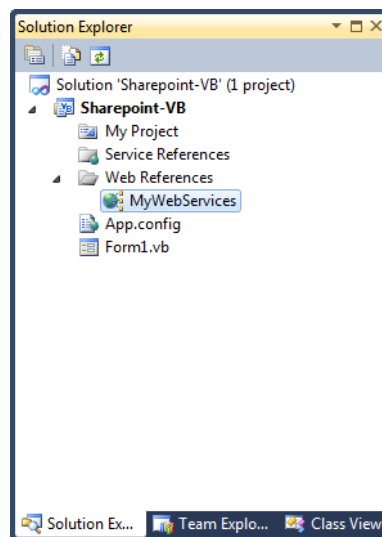 Solution Explorer
Solution 'Sharepoint-VB' (1 project)
Sharepoint-VB
My Project
Service References
Web References
MyWebServices
App.config
Form1.vb
Solution Ex... Team Explo... Class View